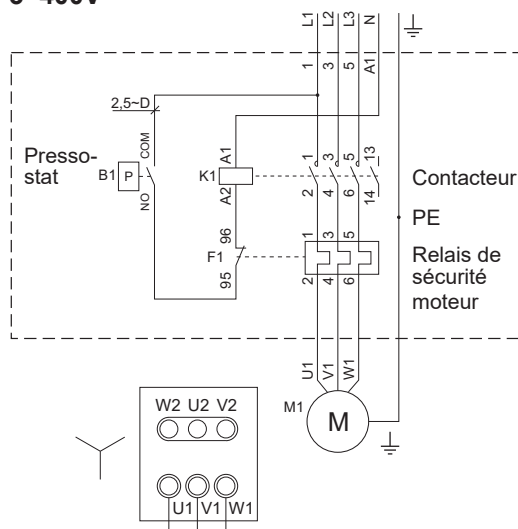 3~400V
L1 L2 L3 N
1 3 5 A1
2,5~D
Presso-
stat
B1 P
COM
NO
K1
A1
A2
1 3 5 13
2 4 6 14
Contacteur
PE
F1
96
95
1 3 5
2 4 6
Relais de
sécurité
moteur
U1 V1 W1
M1
M
W2 U2 V2
U1 V1 W1